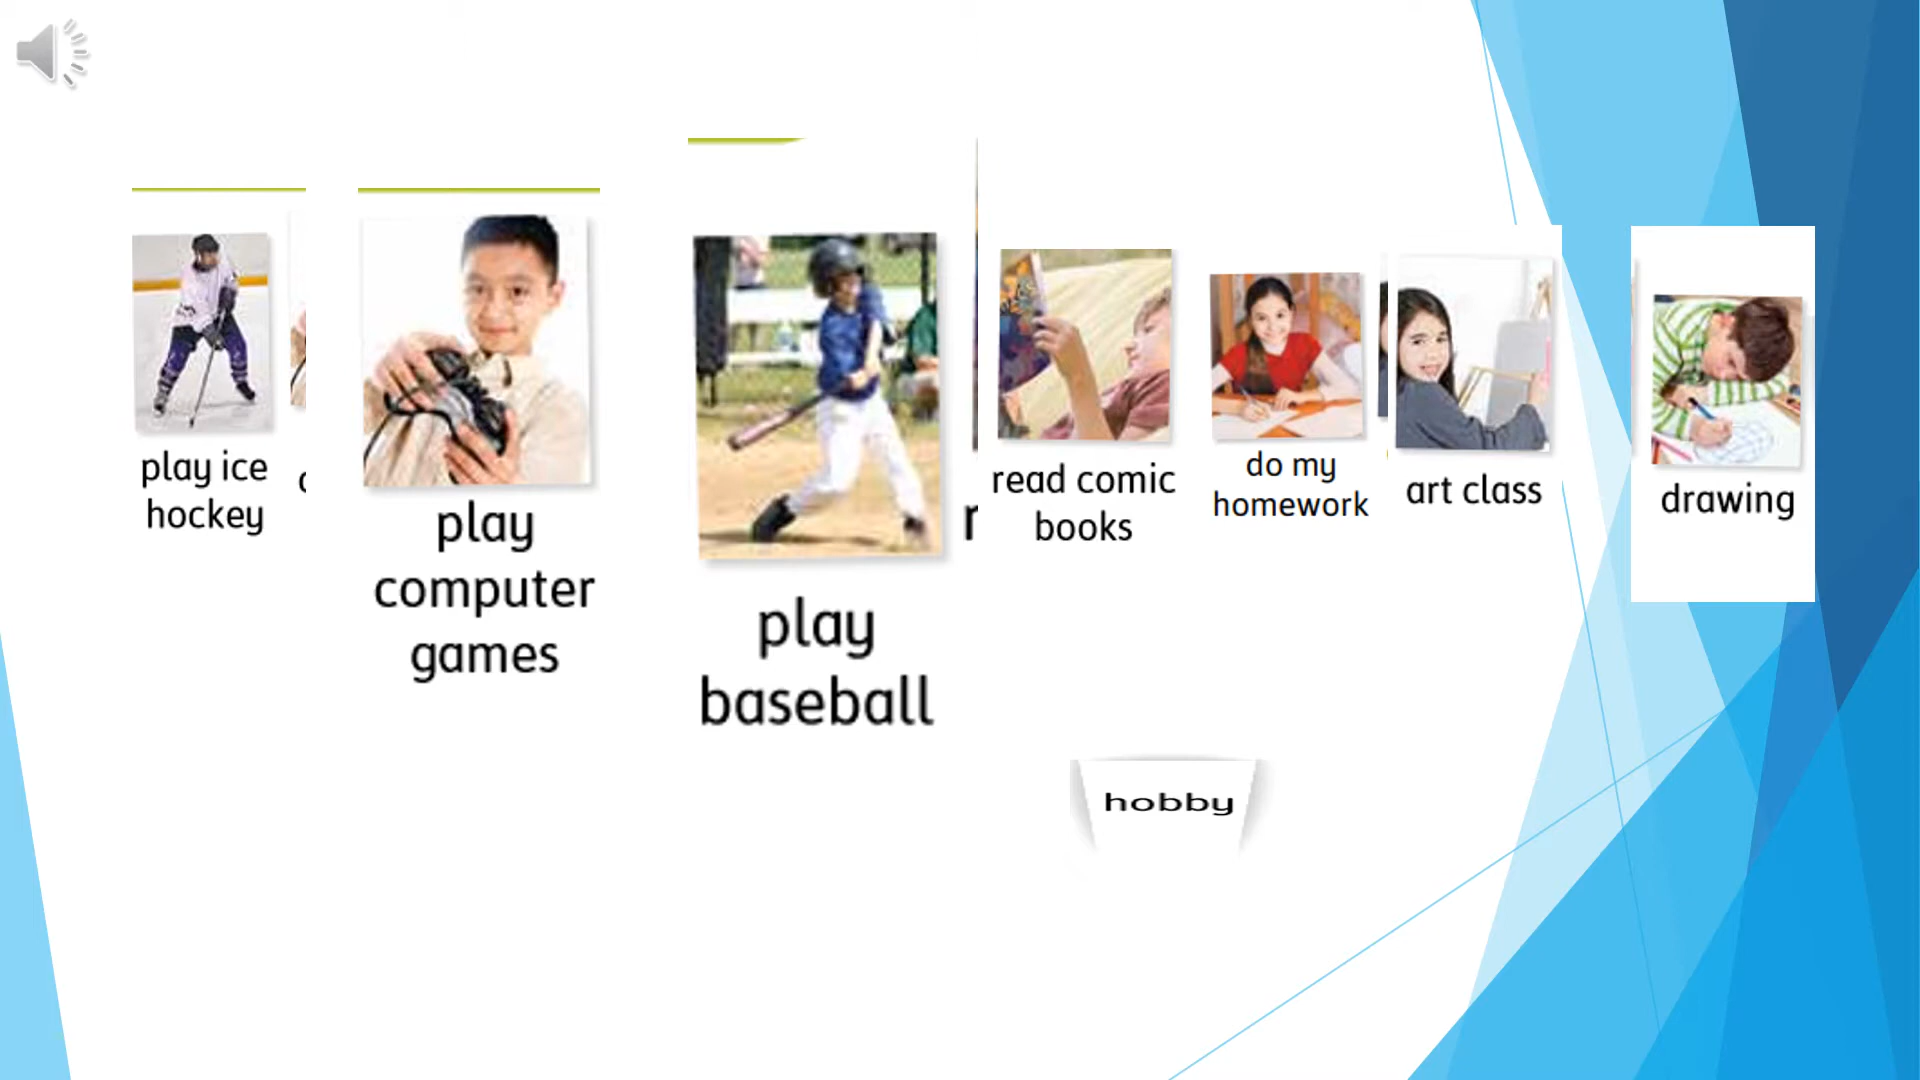 play ice
hockey
play
computer
games
play
baseball
read comic
books
do my
homework
art class
drawing
hobby